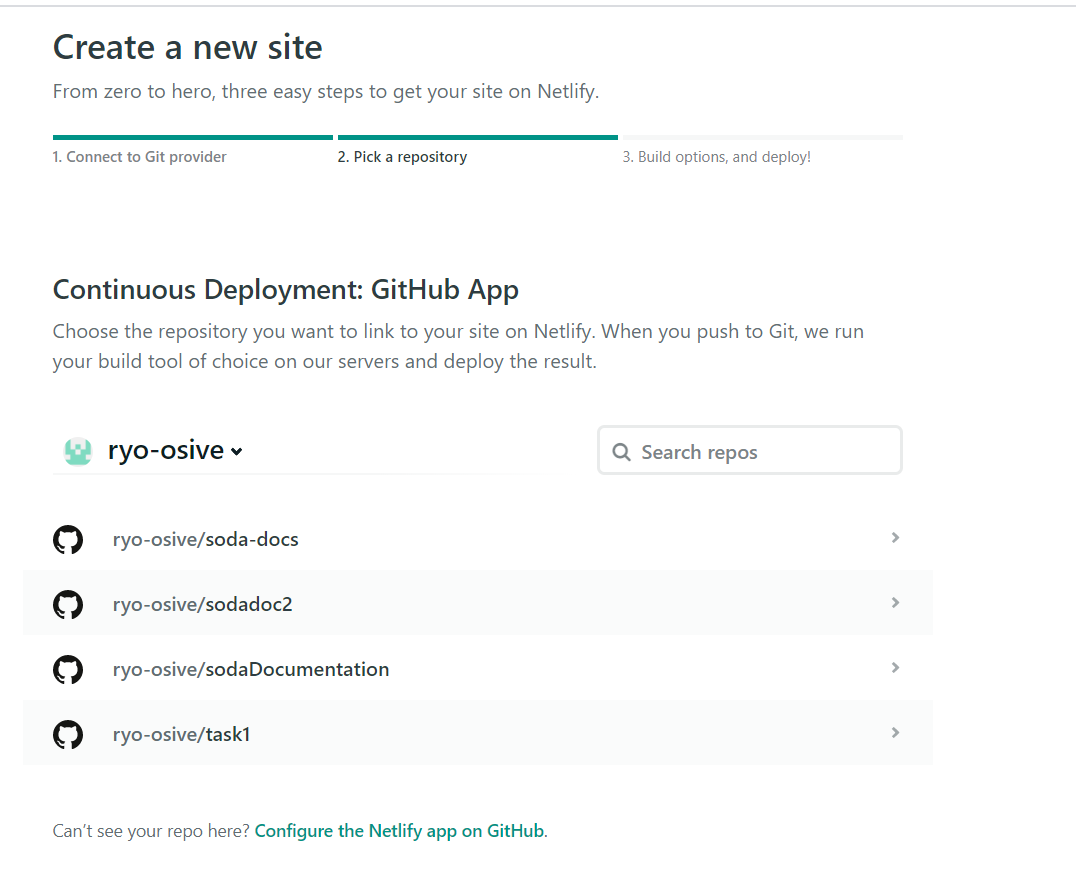 Create a new site
From zero to hero, three easy steps to get your site on Netlify.
1. Connect to Git provider
2. Pick a repository
3. Build options, and deploy!
Continuous Deployment: GitHub App
Choose the repository you want to link to your site on Netlify. When you push to Git, we run
your build tool of choice on our servers and deploy the result.
ryo-osive
Search repos
ryo-osive/soda-docs
ryo-osive/sodadoc2
ryo-osive/sodaDocumentation
ryo-osive/task1
Can't see your repo here? Configure the Netlify app on GitHub.